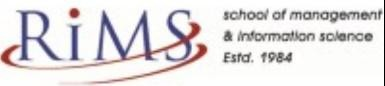 RiMS
school of management
& information science
Estd. 1984